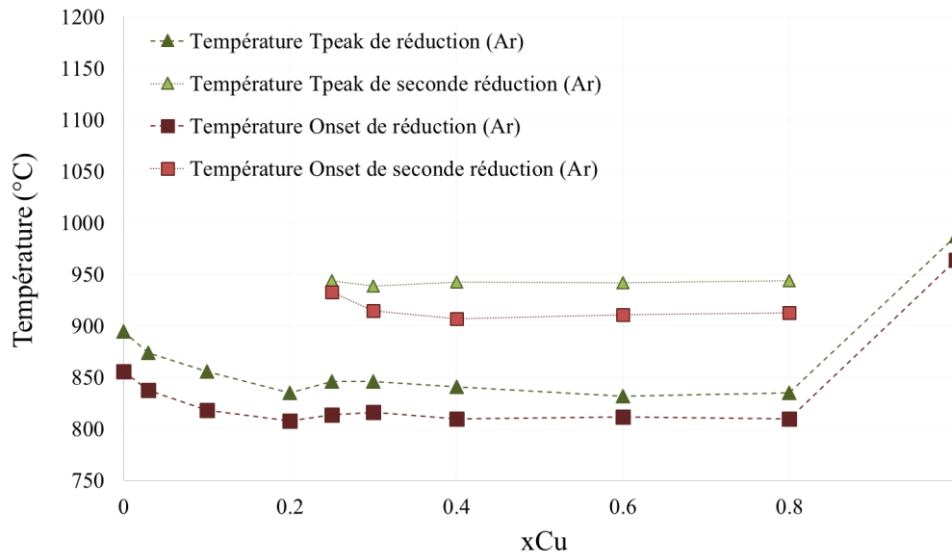 1200
1150
1100
1050
1000
950
900
850
800
750
Température (°C)
Température Tpeak de réduction (Ar)
Température Tpeak de seconde réduction (Ar)
Température Onset de réduction (Ar)
Température Onset de seconde réduction (Ar)
0
0.2
0.4
0.6
0.8
xCu